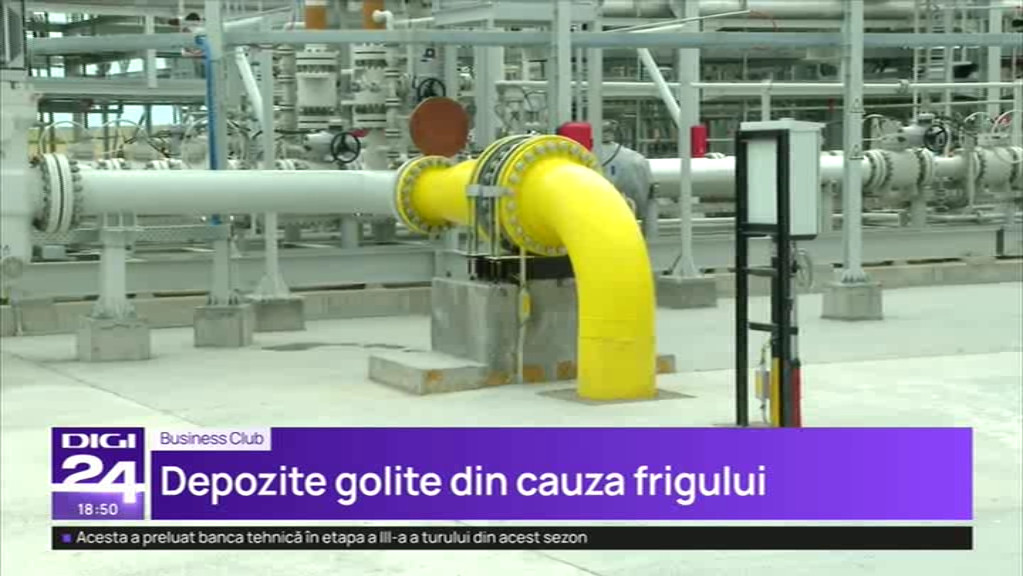 DIGI
24
18:50
Business Club
Depozite golite din cauza frigului
Acesta a preluat banca tehnică în etapa a III-a a turului din acest sezon